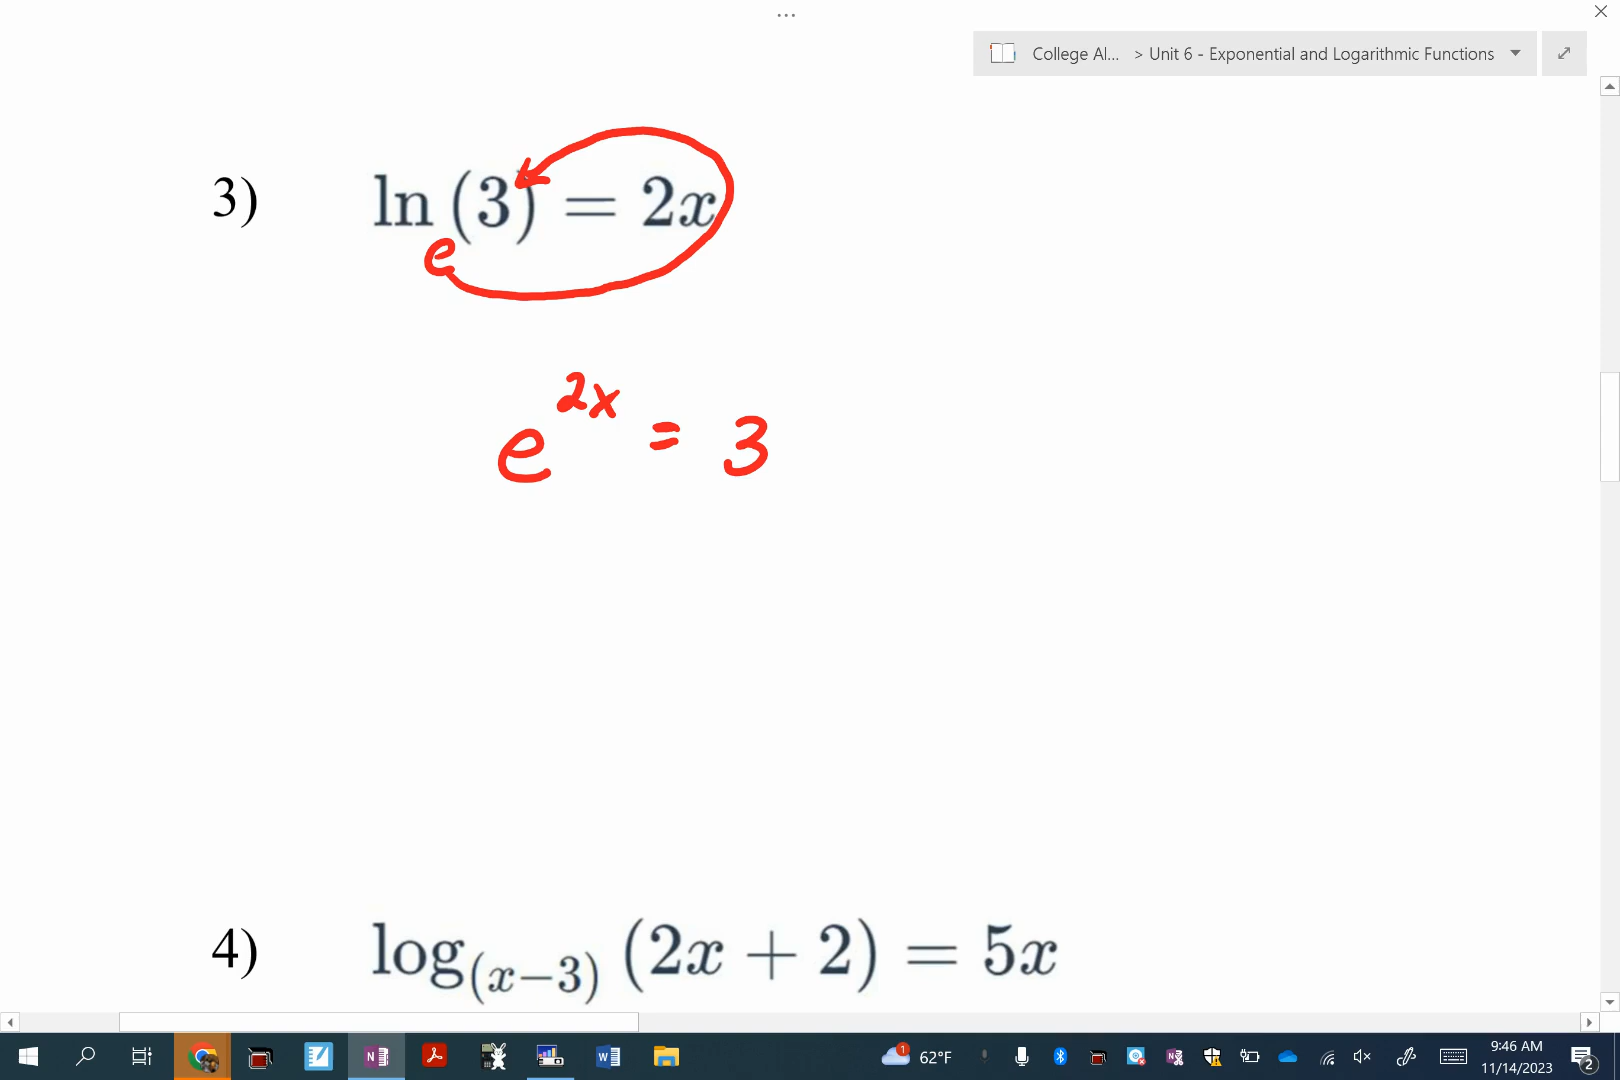 ...
College Al... > Unit 6 - Exponential and Logarithmic Functions
3) ln (3) = 2x
e
e^{2x} = 3
4) log_{(x-3)} (2x + 2) = 5x
1
62°F
9:46 AM
11/14/2023
2